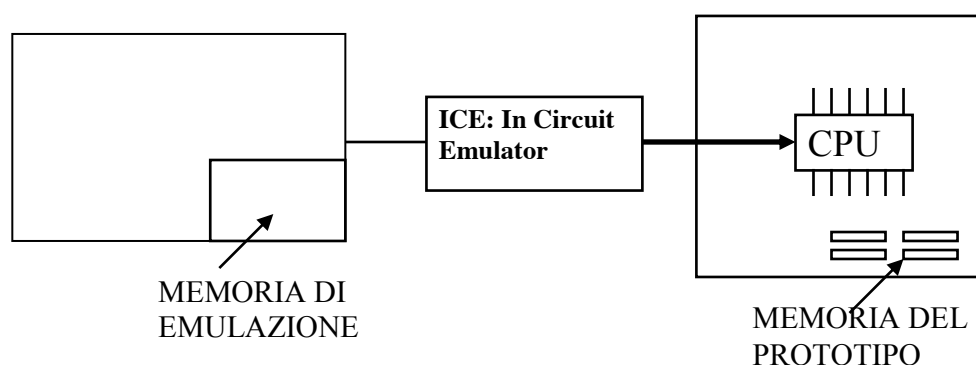 ICE: In Circuit
Emulator
CPU
MEMORIA DI
EMULAZIONE
MEMORIA DEL
PROTOTIPO